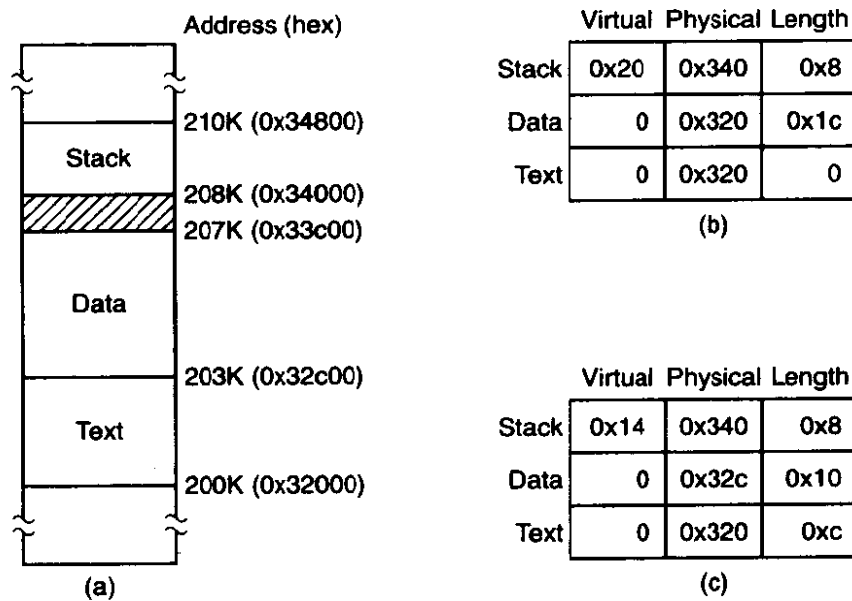 Address (hex)
210K (0x34800)
Stack
208K (0x34000)
207K (0x33c00)
Data
203K (0x32c00)
Text
200K (0x32000)
(a)
Virtual Physical Length
Stack 0x20 0x340 0x8
Data 0 0x320 0x1c
Text 0 0x320 0
(b)
Virtual Physical Length
Stack 0x14 0x340 0x8
Data 0 0x32c 0x10
Text 0 0x320 0xc
(c)